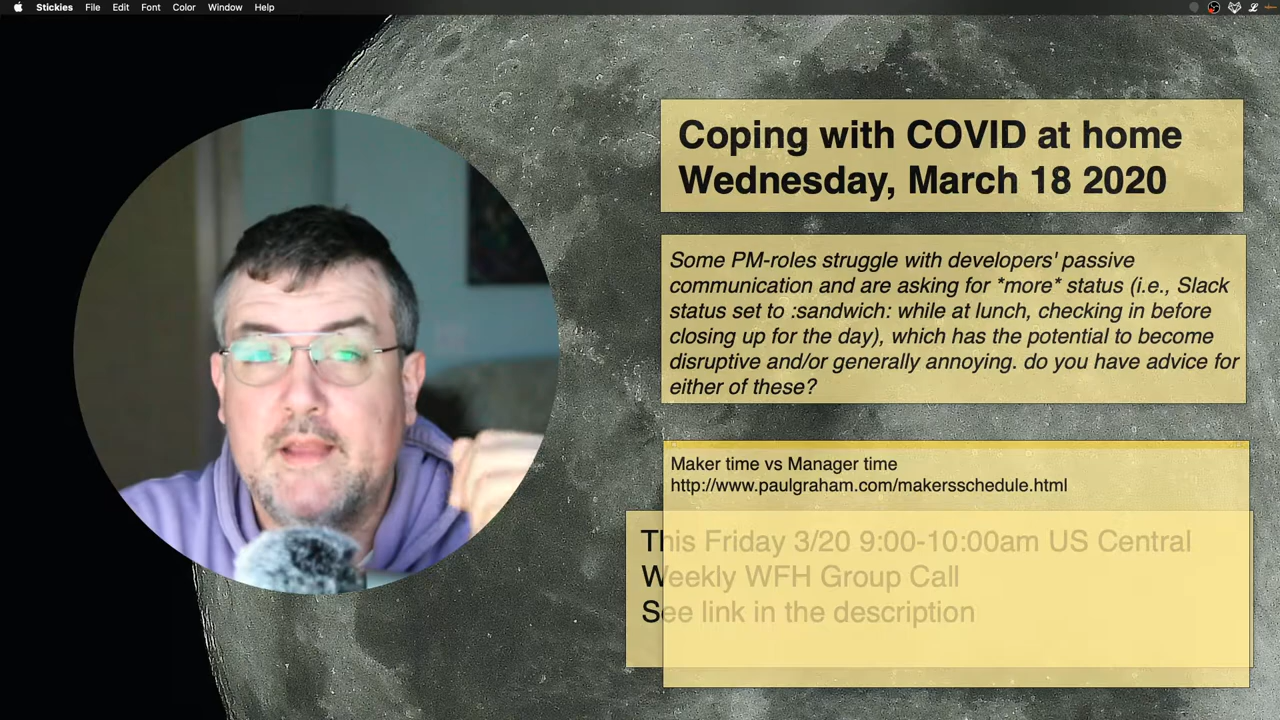 Stickies File Edit Font Color Window Help
Coping with COVID at home
Wednesday, March 18 2020
Some PM-roles struggle with developers' passive
communication and are asking for *more* status (i.e., Slack
status set to :sandwich: while at lunch, checking in before
closing up for the day), which has the potential to become
disruptive and/or generally annoying. do you have advice for
either of these?
Maker time vs Manager time
http://www.paulgraham.com/makersschedule.html
This Friday 3/20 9:00-10:00am US Central
Weekly WFH Group Call
See link in the description